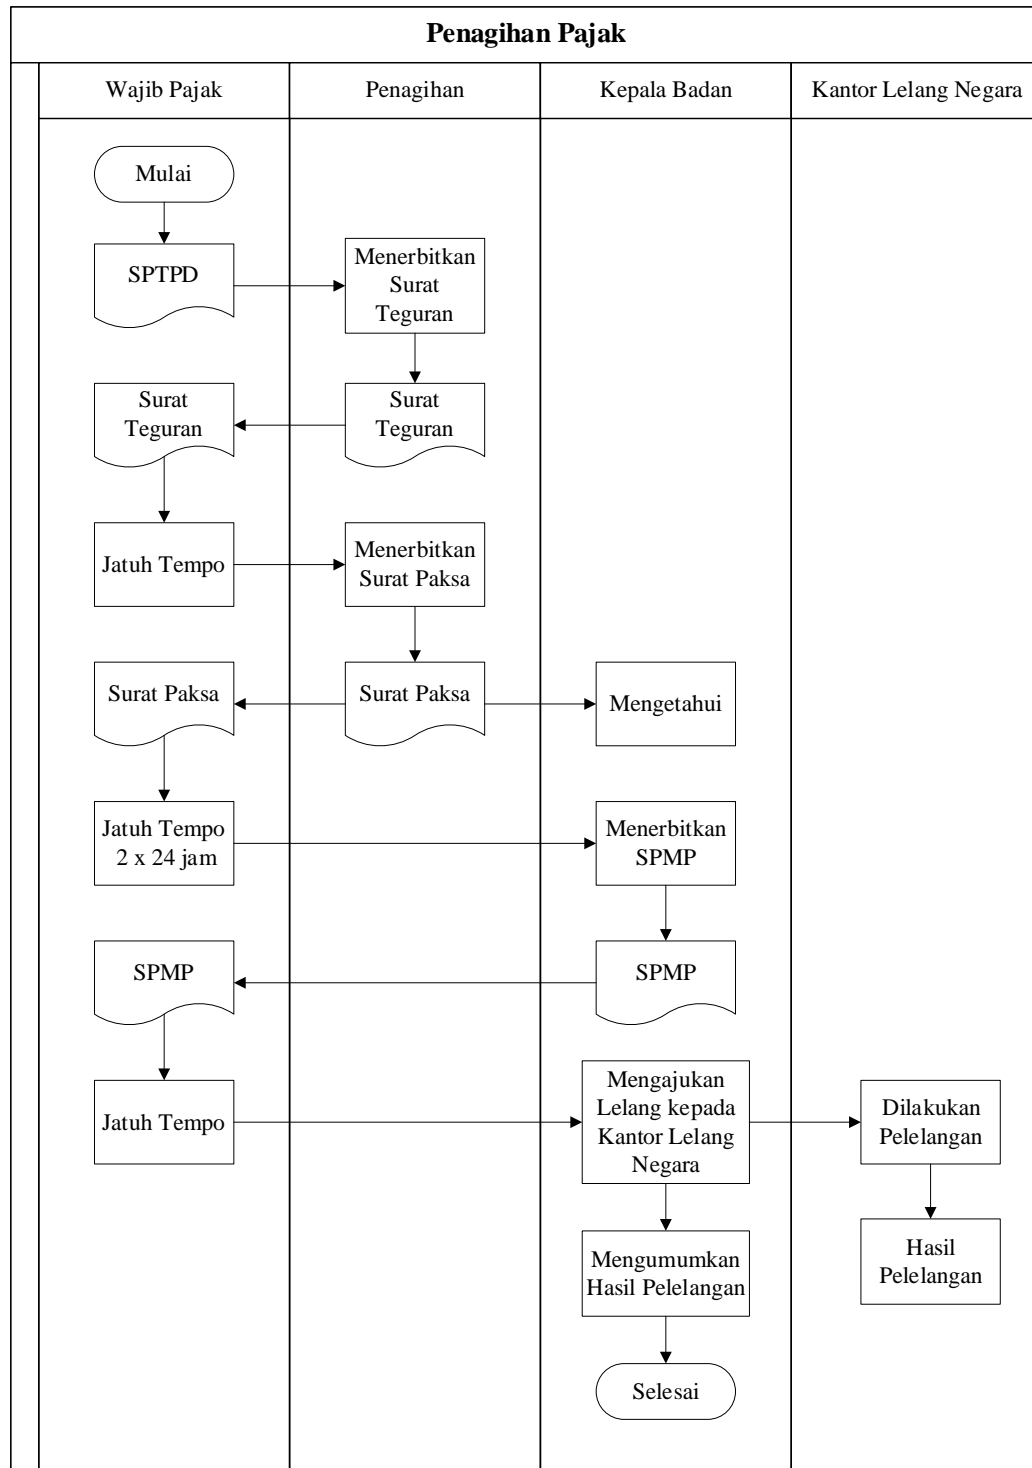 Penagihan Pajak
Wajib Pajak
Penagihan
Kepala Badan
Kantor Lelang Negara
Mulai
SPTPD
Menerbitkan
Surat
Teguran
Surat
Teguran
Surat
Teguran
Jatuh Tempo
Menerbitkan
Surat Paksa
Surat Paksa
Surat Paksa
Mengetahui
Jatuh Tempo
2 x 24 jam
Menerbitkan
SPMP
SPMP
SPMP
Jatuh Tempo
Mengajukan
Lelang kepada
Kantor Lelang
Negara
Dilakukan
Pelelangan
Mengumumkan
Hasil Pelelangan
Hasil
Pelelangan
Selesai